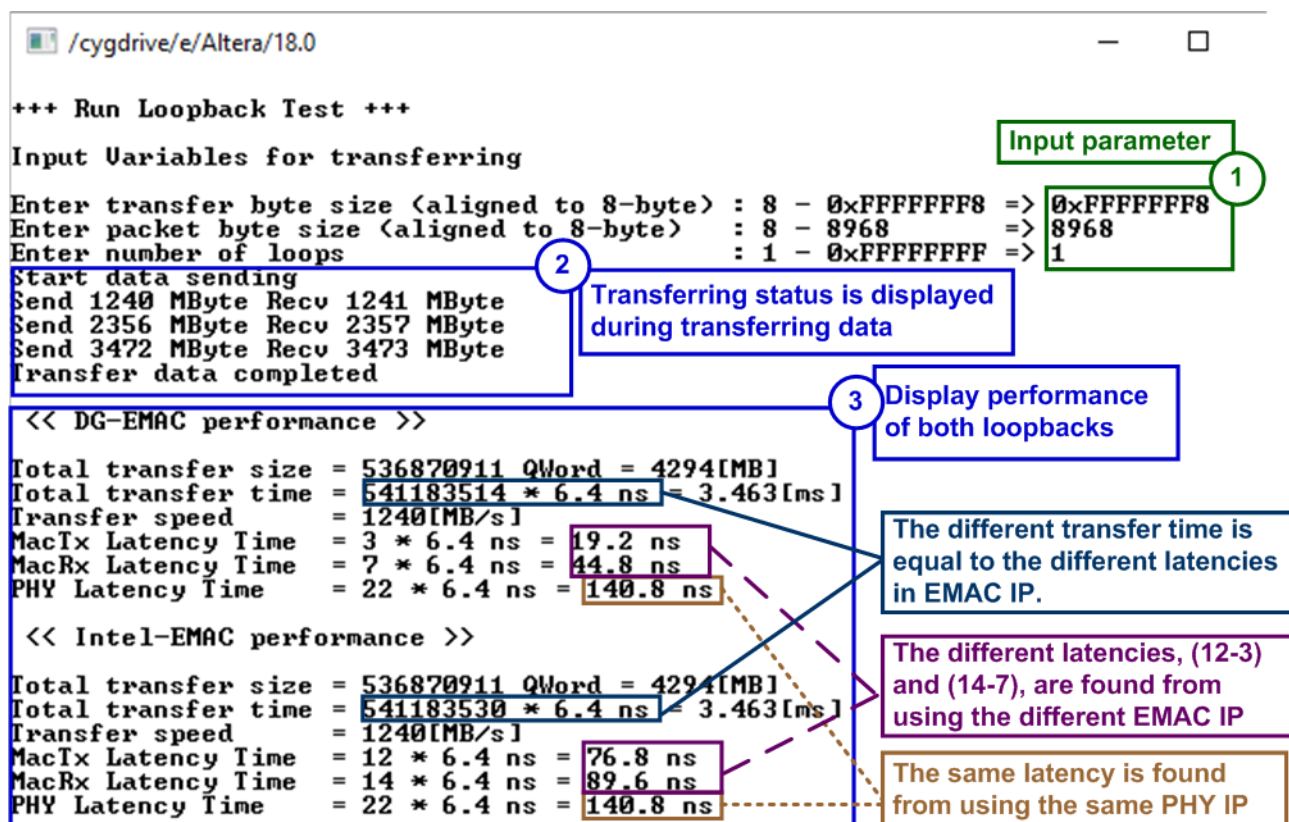 /cygdrive/e/Altera/18.0
+++ Run Loopback Test +++
Input Variables for transferring
Input parameter
1
Enter transfer byte size (aligned to 8-byte) : 8 - 0xFFFFFFF8 => 0xFFFFFFF8
Enter packet byte size (aligned to 8-byte) : 8 - 8968 => 8968
Enter number of loops : 1 - 0xFFFFFFFF => 1
Start data sending
Send 1240 MByte Recv 1241 MByte
Send 2356 MByte Recv 2357 MByte
Send 3472 MByte Recv 3473 MByte
Transfer data completed
2
Transferring status is displayed
during transferring data
3
Display performance
of both loopbacks
<< DG-EMAC performance >>
Total transfer size = 536870911 QWord = 4294[MB]
Total transfer time = 541183514 * 6.4 ns = 3.463[ms]
Transfer speed = 1240[MB/s]
MacTx Latency Time = 3 * 6.4 ns = 19.2 ns
MacRx Latency Time = 7 * 6.4 ns = 44.8 ns
PHY Latency Time = 22 * 6.4 ns = 140.8 ns
<< Intel-EMAC performance >>
Total transfer size = 536870911 QWord = 4294[MB]
Total transfer time = 541183530 * 6.4 ns = 3.463[ms]
Transfer speed = 1240[MB/s]
MacTx Latency Time = 12 * 6.4 ns = 76.8 ns
MacRx Latency Time = 14 * 6.4 ns = 89.6 ns
PHY Latency Time = 22 * 6.4 ns = 140.8 ns
The different transfer time is
equal to the different latencies
in EMAC IP.
The different latencies, (12-3)
and (14-7), are found from
using the different EMAC IP
The same latency is found
from using the same PHY IP